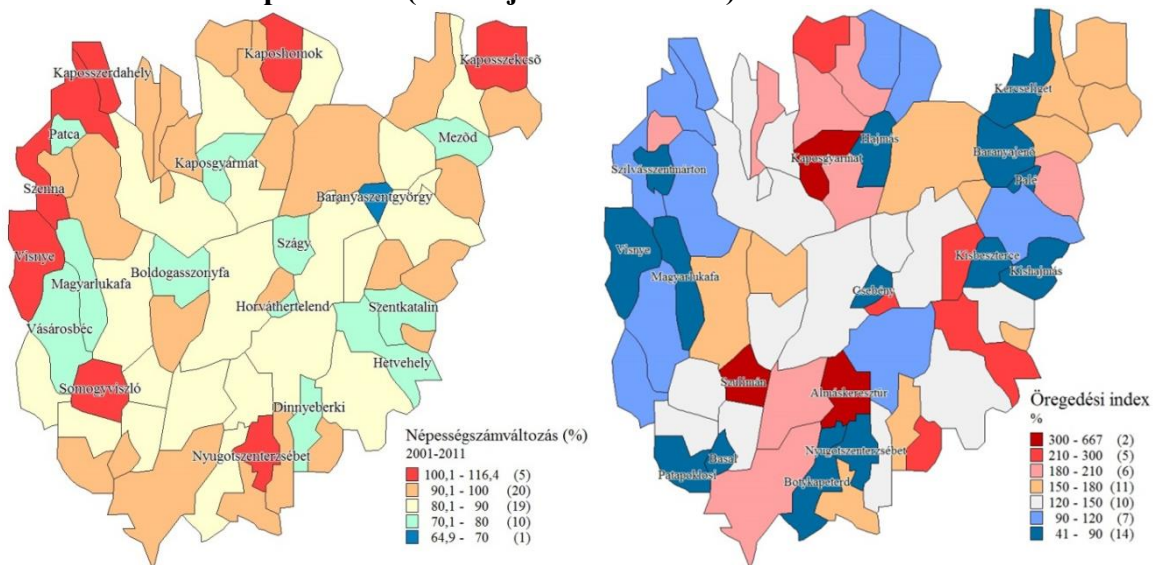 Kaposhomok
Kaposszekcső
Kaposszerdahely
Patca
Meződ
Kaposgyarmat
Szenna
Baranyaszentgyörgy
Visnye
Szágy
Boldogasszonyfa
Magyarlukafa
Horváthertelend
Szentkatalin
Vásárosbéc
Hetvehely
Somogyviszló
Dinnyeberki
Nyugotszenterzsébet
Népességszámváltozás (%)
2001-2011
100,1 - 116,4 (5)
90,1 - 100 (20)
80,1 - 90 (19)
70,1 - 80 (10)
64,9 - 70 (1)
Kercseliget
Hajmás
Baranyajenő
Kaposgyarmat
Szilvásszentmárton
Palé
Visnye
Kisbeszterce
Kishajmás
Magyarlukafa
Csebény
Szulimán
Almáskeresztúr
Nyugotszenterzsébet
Basal
Patapoklosi
Öregedési index
%
300 - 667 (2)
210 - 300 (5)
180 - 210 (6)
150 - 180 (11)
120 - 150 (10)
90 - 120 (7)
41 - 90 (14)